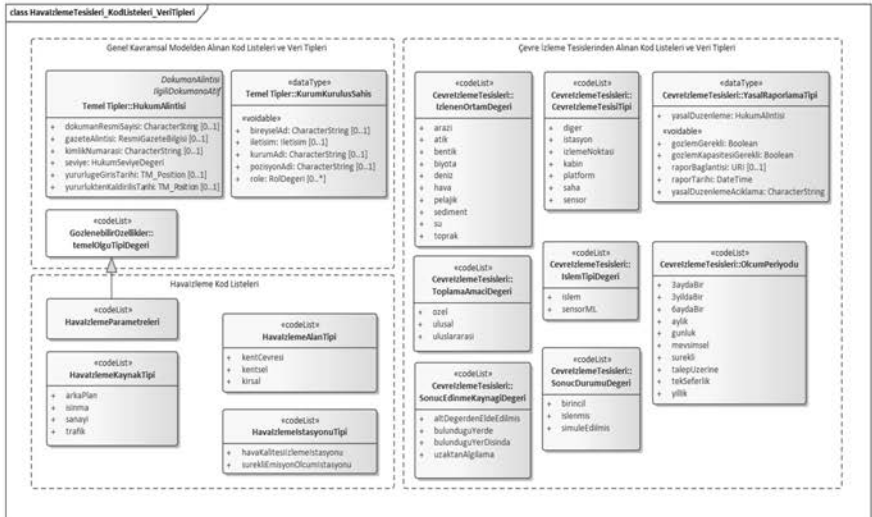 class HavaIzlemeTesisleri_KodListeleri_VeriTipleri
Genel Kavramsal Modelden Alınan Kod Listeleri ve Veri Tipleri
DokumanAlintisi
IlgiliDokumanaAtif
Temel Tipler::HukumAlintisi
+ dokumanResmiSayisi: CharacterString [0..1]
+ gazeteAlintisi: ResmiGazeteBilgisi [0..1]
+ kimlikNumarasi: CharacterString [0..1]
+ seviye: HukumSeviyeDegeri
+ yururlugeGirisTarihi: TM_Position [0..1]
+ yururluktenKaldirilisTarihi: TM_Position [0..1]
«dataType»
Temel Tipler::KurumKurulusSahis
«voidable»
+ bireyselAd: CharacterString [0..1]
+ iletisim: Iletisim [0..1]
+ kurumAdi: CharacterString [0..1]
+ pozisyonAdi: CharacterString [0..1]
+ role: RolDegeri [0..*]
«codeList»
GozlenebilirOzellikler::
temelOlguTipiDegeri
HavaIzleme Kod Listeleri
«codeList»
HavaIzlemeParametreleri
«codeList»
HavaIzlemeKaynakTipi
+ arkaPlan
+ isinma
+ sanayi
+ trafik
«codeList»
HavaIzlemeAlanTipi
+ kentCevresi
+ kentsel
+ kirsal
«codeList»
HavaIzlemeIstasyonuTipi
+ havaKalitesiIzlemeIstasyonu
+ surekliEmisyonOlcumIstasyonu
Çevre İzleme Tesislerinden Alınan Kod Listeleri ve Veri Tipleri
«codeList»
CevreIzlemeTesisleri::
IzlenenOrtamDegeri
+ arazi
+ atik
+ bentik
+ biyota
+ deniz
+ hava
+ pelajik
+ sediment
+ su
+ toprak
«codeList»
CevreIzlemeTesisleri::
CevreIzlemeTesisiTipi
+ diger
+ istasyon
+ izlemeNoktasi
+ kabin
+ platform
+ saha
+ sensor
«dataType»
CevreIzlemeTesisleri::YasalRaporlamaTipi
+ yasalDuzenleme: HukumAlintisi
«voidable»
+ gozlemGerekli: Boolean
+ gozlemKapasitesiGerekli: Boolean
+ raporBaglantisi: URI [0..1]
+ raporTarihi: DateTime
+ yasalDuzenlemeAciklama: CharacterString
«codeList»
CevreIzlemeTesisleri::
ToplamaAmaciDegeri
+ ozel
+ ulusal
+ uluslararasi
«codeList»
CevreIzlemeTesisleri::
IslemTipiDegeri
+ islem
+ sensorML
«codeList»
CevreIzlemeTesisleri::OlcumPeriyodu
+ 3aydaBir
+ 3yildaBir
+ 6aydaBir
+ aylik
+ gunluk
+ mevsimsel
+ surekli
+ talepUzerine
+ tekSeferlik
+ yillik
«codeList»
CevreIzlemeTesisleri::
SonucEdinmeKaynagiDegeri
+ altDegerdenEldeEdilmis
+ bulunduguYerde
+ bulunduguYerDisinda
+ uzaktanAlgilama
«codeList»
CevreIzlemeTesisleri::
SonucDurumuDegeri
+ birincil
+ islenmis
+ simuleEdilmis